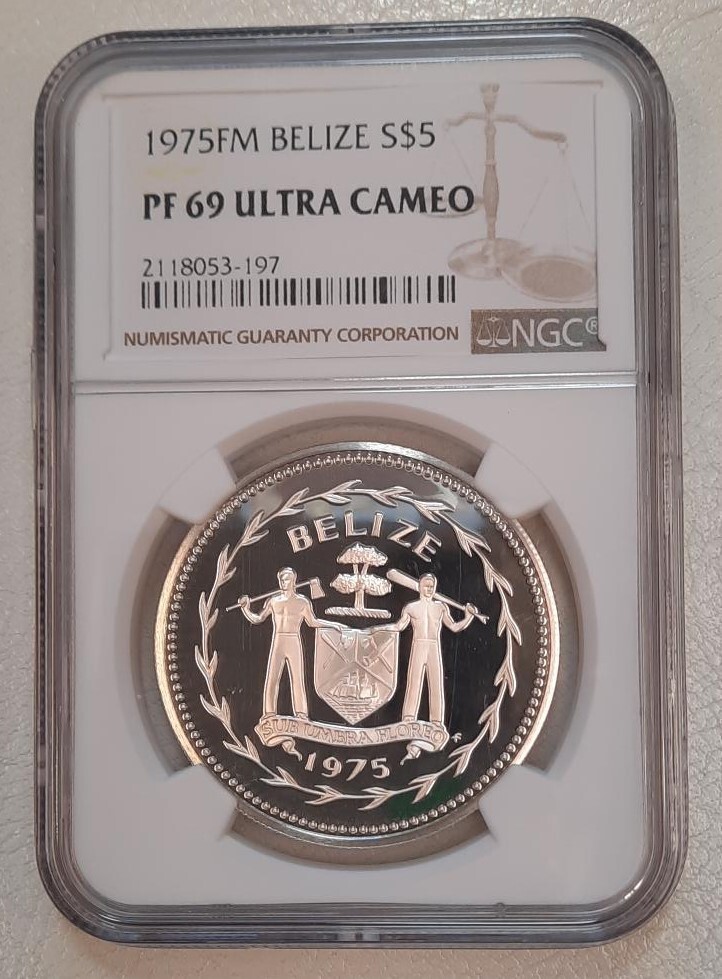 1975FM BELIZE S$5
PF 69 ULTRA CAMEO
2118053-197
NUMISMATIC GUARANTY CORPORATION
NGC®
BELIZE
SUB UMBRA FLOREO
1975